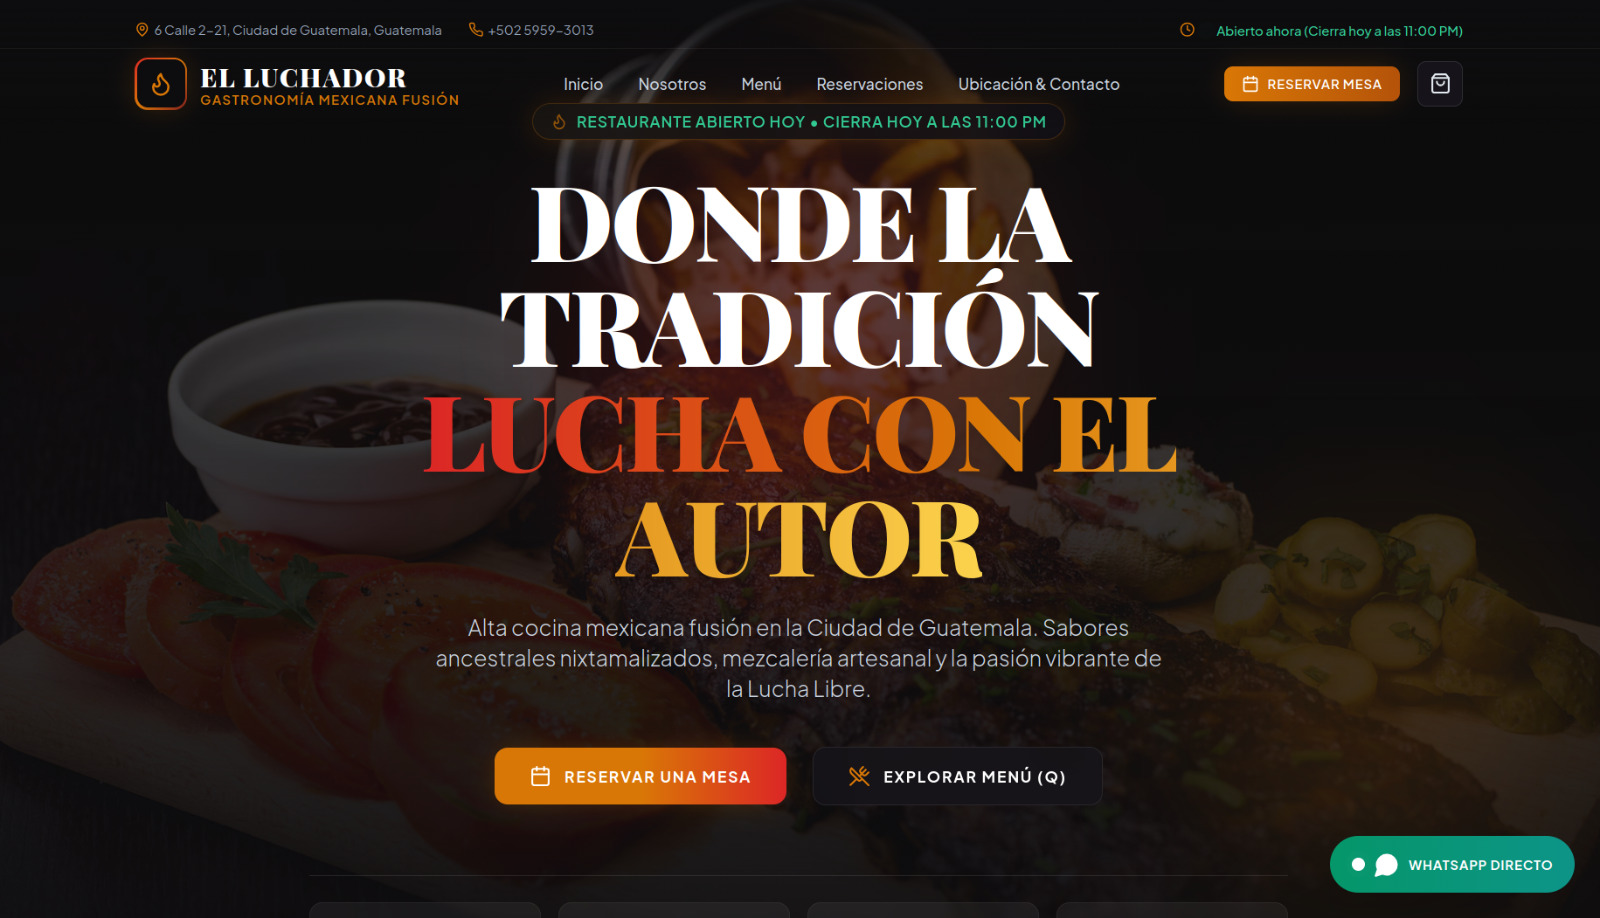 6 Calle 2-21, Ciudad de Guatemala, Guatemala
+502 5959-3013
Abierto ahora (Cierra hoy a las 11:00 PM)
EL LUCHADOR
GASTRONOMÍA MEXICANA FUSIÓN
Inicio
Nosotros
Menú
Reservaciones
Ubicación & Contacto
RESERVAR MESA
RESTAURANTE ABIERTO HOY • CIERRA HOY A LAS 11:00 PM
DONDE LA
TRADICIÓN
LUCHA CON EL
AUTOR
Alta cocina mexicana fusión en la Ciudad de Guatemala. Sabores
ancestrales nixtamalizados, mezcalería artesanal y la pasión vibrante de
la Lucha Libre.
RESERVAR UNA MESA
EXPLORAR MENÚ (Q)
WHATSAPP DIRECTO